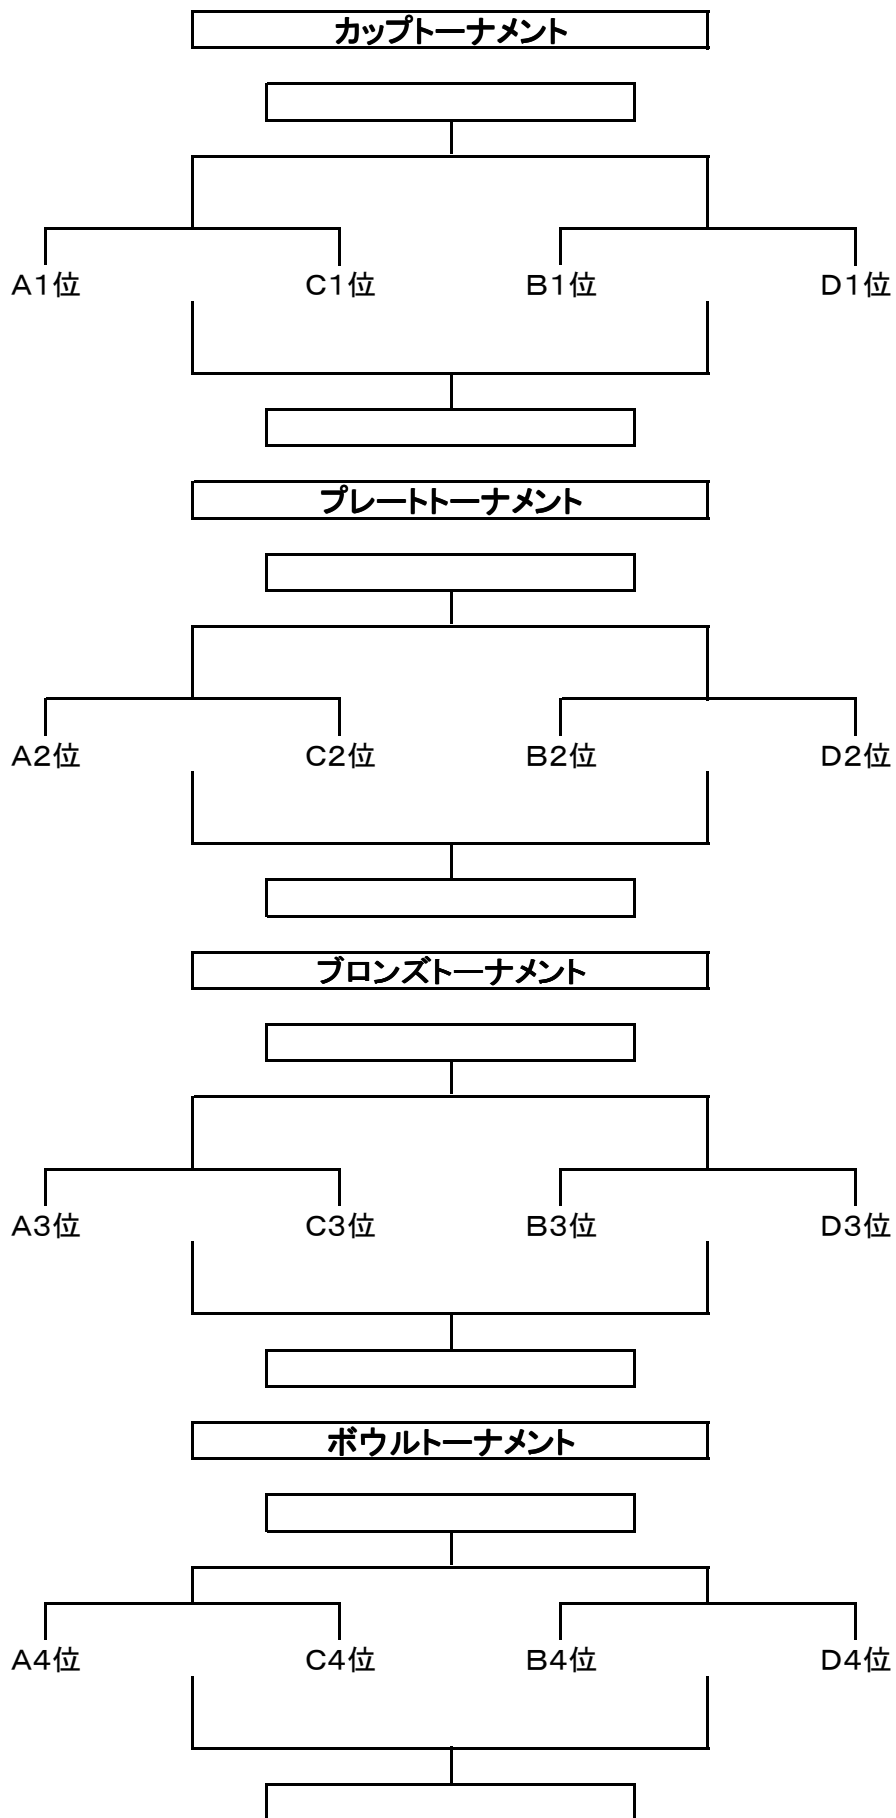 カップトーナメント
A1位 C1位 B1位 D1位
プレートトーナメント
A2位 C2位 B2位 D2位
ブロンズトーナメント
A3位 C3位 B3位 D3位
ボウルトーナメント
A4位 C4位 B4位 D4位